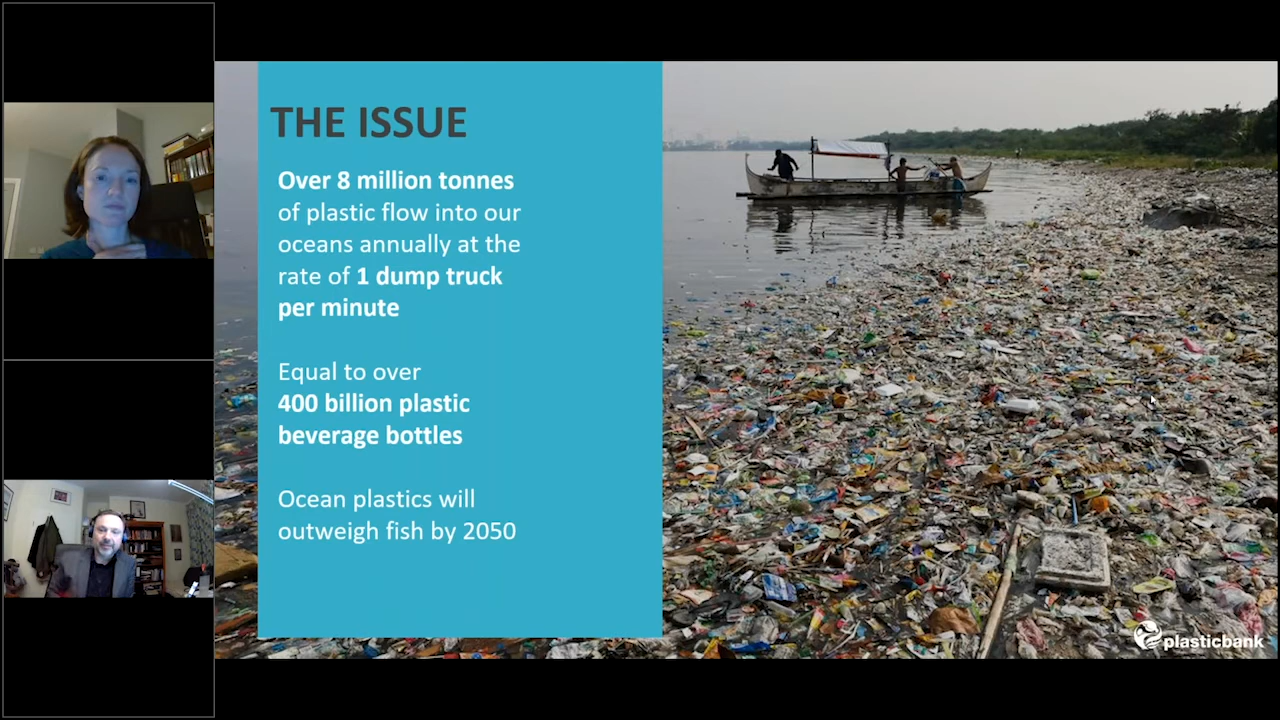 THE ISSUE
Over 8 million tonnes
of plastic flow into our
oceans annually at the
rate of 1 dump truck
per minute
Equal to over
400 billion plastic
beverage bottles
Ocean plastics will
outweigh fish by 2050
plasticbank